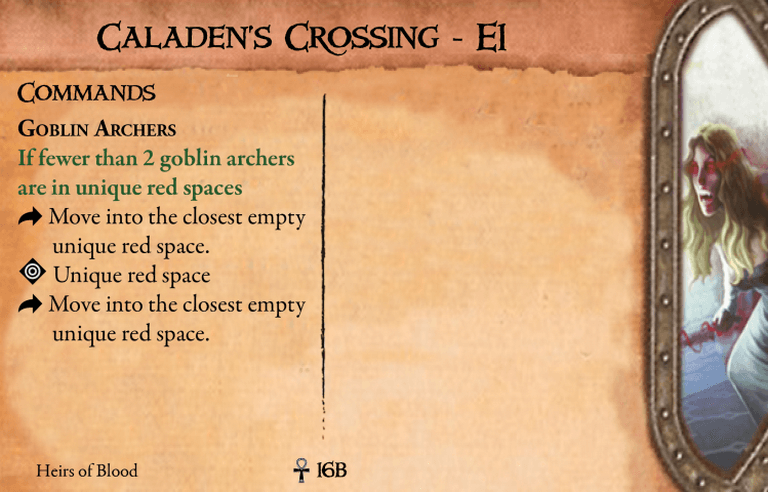 Caladen's Crossing - E1
Commands
Goblin Archers
If fewer than 2 goblin archers
are in unique red spaces
Move into the closest empty
unique red space.
Unique red space
Move into the closest empty
unique red space.
Heirs of Blood
16B